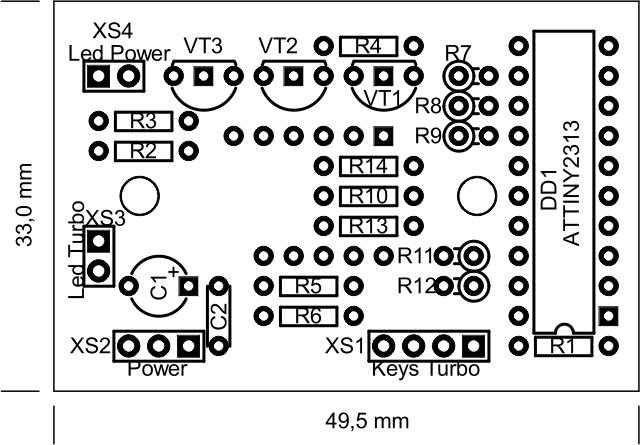 XS4
Led Power
VT3
VT2
R4
R7
VT1
R8
R3
R9
R2
R14
DD1
ATTINY2313
R10
XS3
Led Turbo
R13
33,0 mm
R11
C1
+
R5
R12
C2
R6
XS2
XS1
R1
Power
Keys Turbo
49,5 mm